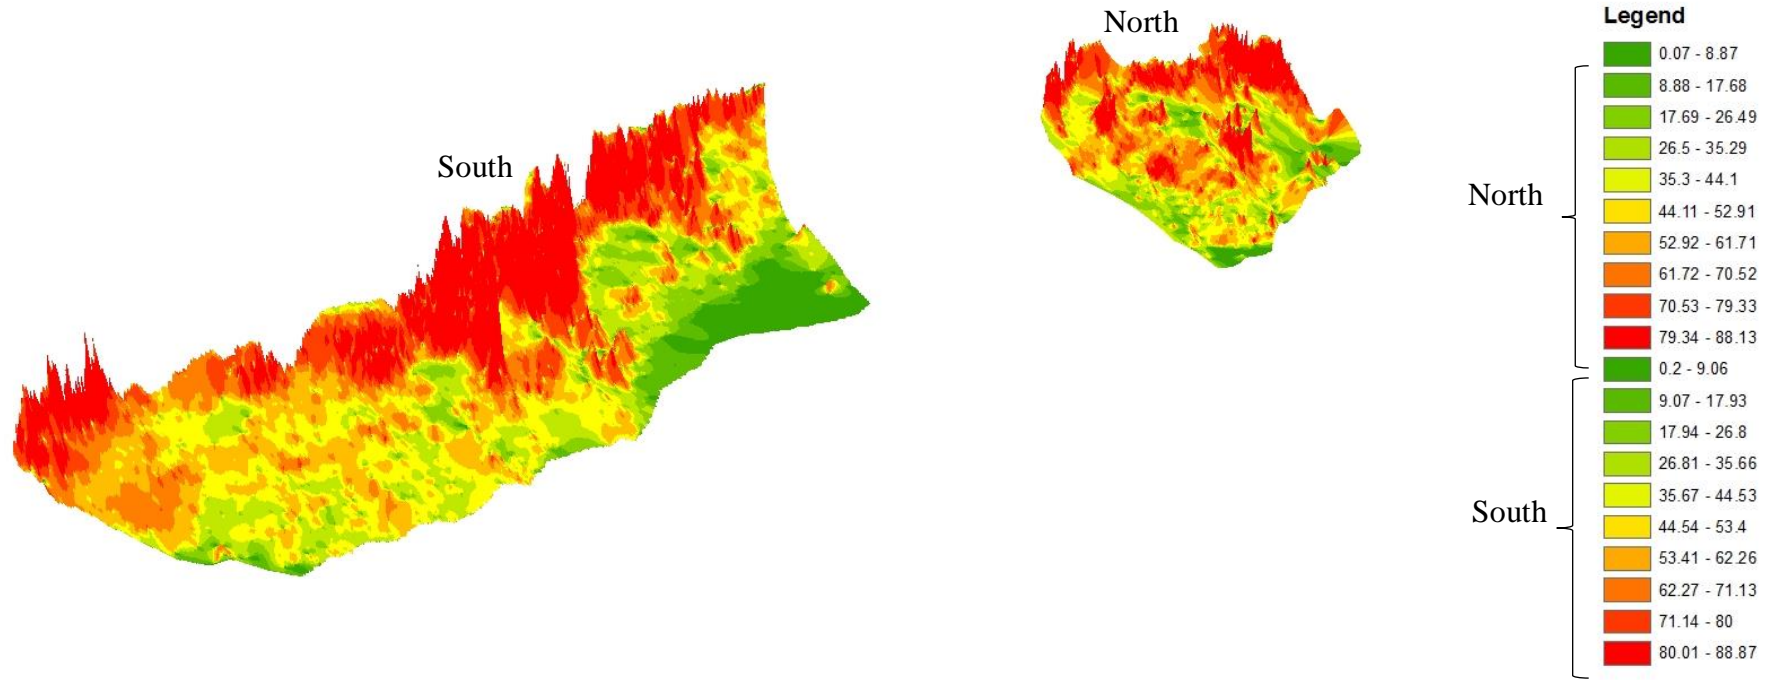 South
North
Legend
0.07 - 8.87
8.88 - 17.68
17.69 - 26.49
26.5 - 35.29
35.3 - 44.1
44.11 - 52.91
52.92 - 61.71
61.72 - 70.52
70.53 - 79.33
79.34 - 88.13
0.2 - 9.06
9.07 - 17.93
17.94 - 26.8
26.81 - 35.66
35.67 - 44.53
44.54 - 53.4
53.41 - 62.26
62.27 - 71.13
71.14 - 80
80.01 - 88.87
North
South